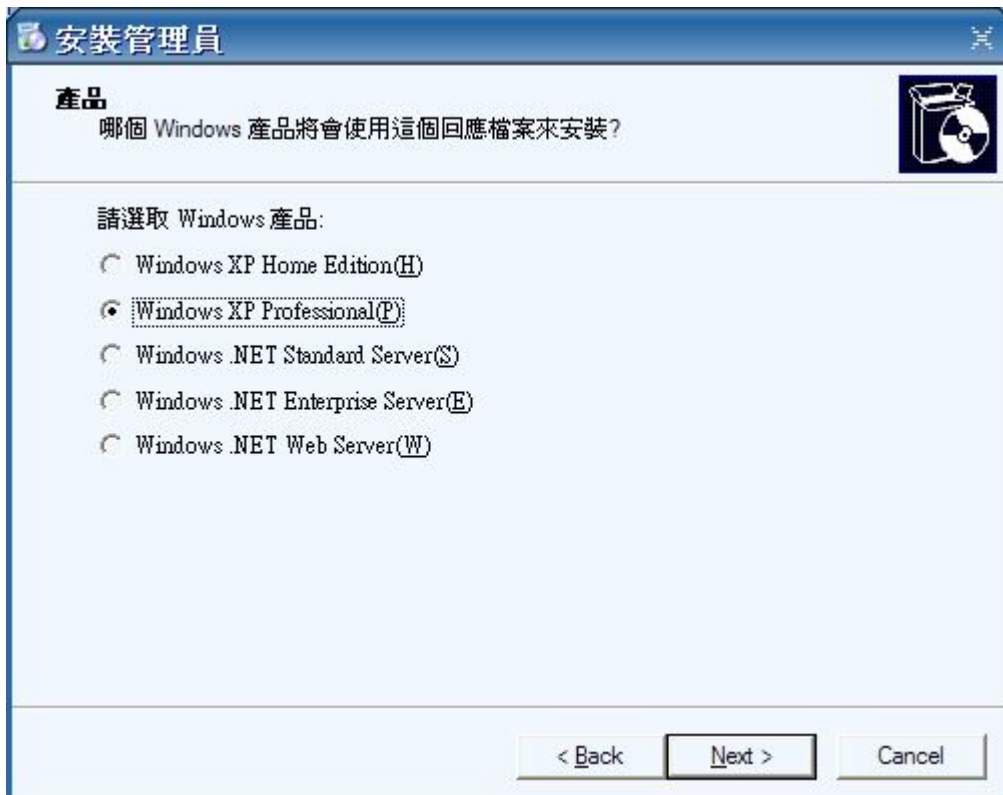 安裝管理員
產品
哪個 Windows 產品將會使用這個回應檔案來安裝?
請選取 Windows 產品:
Windows XP Home Edition(H)
Windows XP Professional(P)
Windows .NET Standard Server(S)
Windows .NET Enterprise Server(E)
Windows .NET Web Server(W)
< Back Next > Cancel